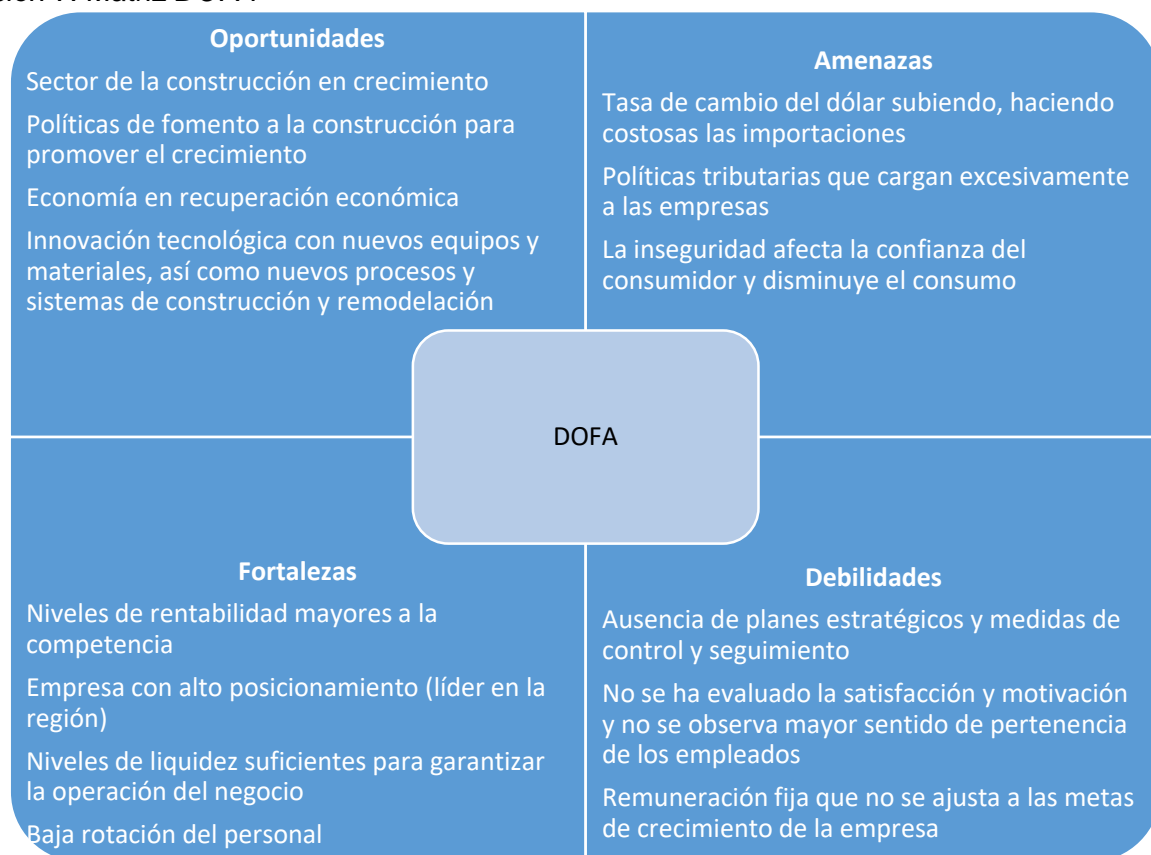 Matriz DOFA
Oportunidades
Sector de la construcción en crecimiento
Políticas de fomento a la construcción para
promover el crecimiento
Economía en recuperación económica
Innovación tecnológica con nuevos equipos y
materiales, así como nuevos procesos y
sistemas de construcción y remodelación
Amenazas
Tasa de cambio del dólar subiendo, haciendo
costosas las importaciones
Políticas tributarias que cargan excesivamente
a las empresas
La inseguridad afecta la confianza del
consumidor y disminuye el consumo
DOFA
Fortalezas
Niveles de rentabilidad mayores a la
competencia
Empresa con alto posicionamiento (líder en la
región)
Niveles de liquidez suficientes para garantizar
la operación del negocio
Baja rotación del personal
Debilidades
Ausencia de planes estratégicos y medidas de
control y seguimiento
No se ha evaluado la satisfacción y motivación
y no se observa mayor sentido de pertenencia
de los empleados
Remuneración fija que no se ajusta a las metas
de crecimiento de la empresa